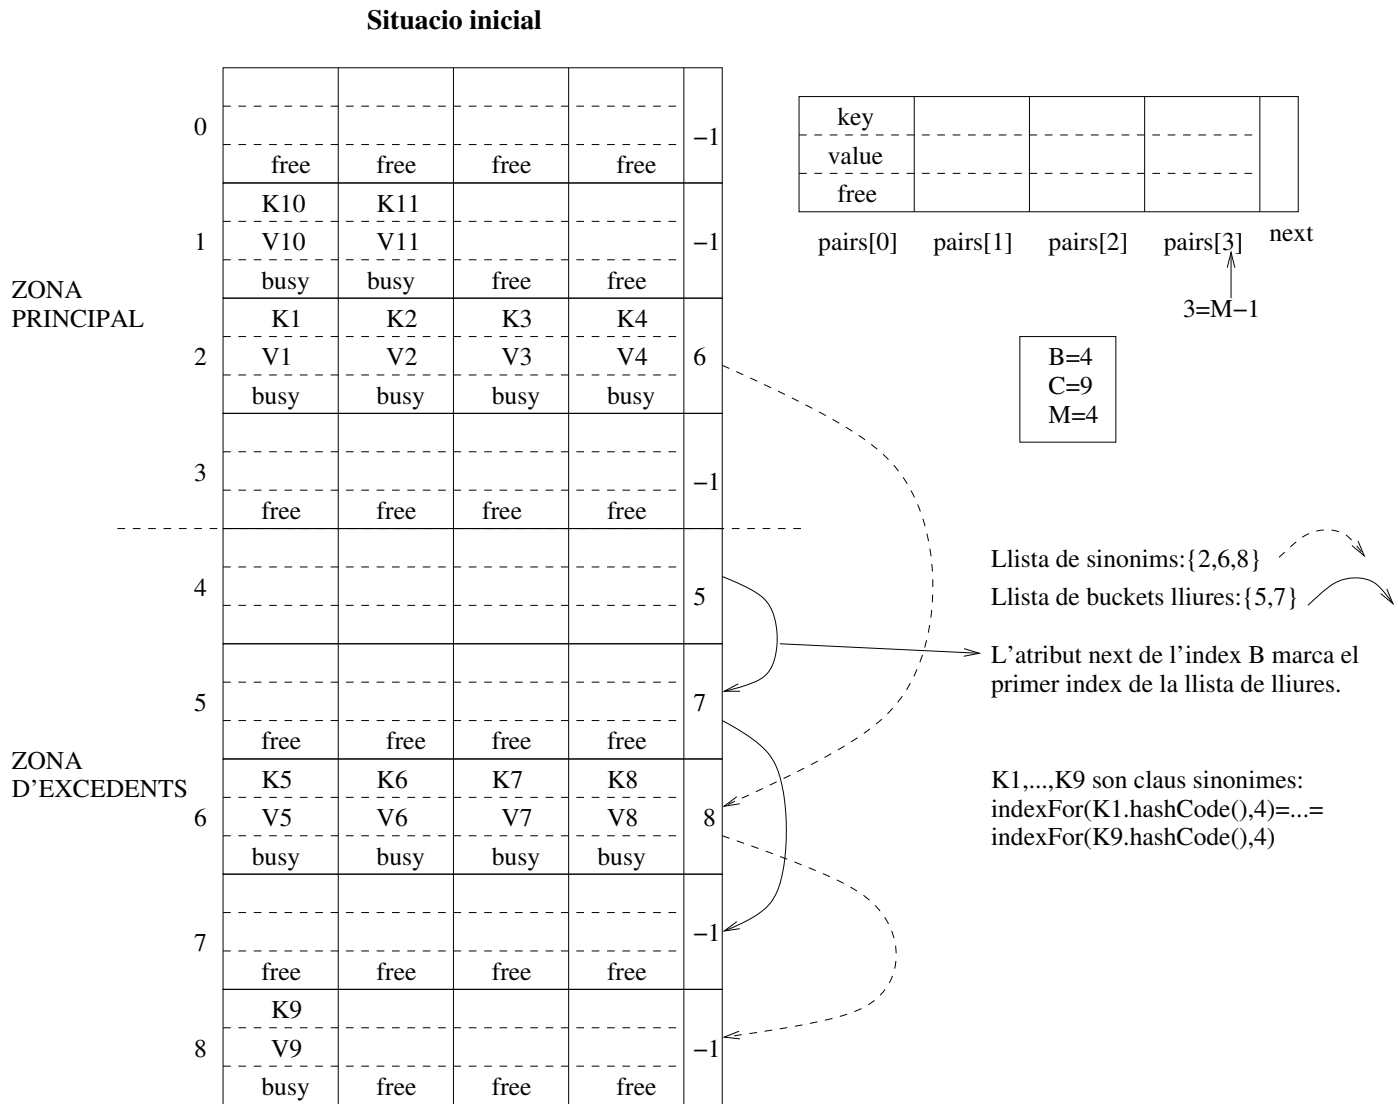 Situacio inicial
0
−1
free free free free
K10 K11
1 V10 V11 −1
busy busy free free
ZONA
PRINCIPAL
K1 K2 K3 K4
2 V1 V2 V3 V4 6
busy busy busy busy
3
−1
free free free free
4
5
5
7
free free free free
ZONA
D'EXCEDENTS
K5 K6 K7 K8
6 V5 V6 V7 V8 8
busy busy busy busy
7
−1
free free free free
K9
8 V9 −1
busy free free free
key
value
free
pairs[0] pairs[1] pairs[2] pairs[3] next
3=M−1
B=4
C=9
M=4
Llista de sinonims:{2,6,8}
Llista de buckets lliures:{5,7}
L'atribut next de l'index B marca el
primer index de la llista de lliures.
K1,...,K9 son claus sinonimes:
indexFor(K1.hashCode(),4)=...=
indexFor(K9.hashCode(),4)